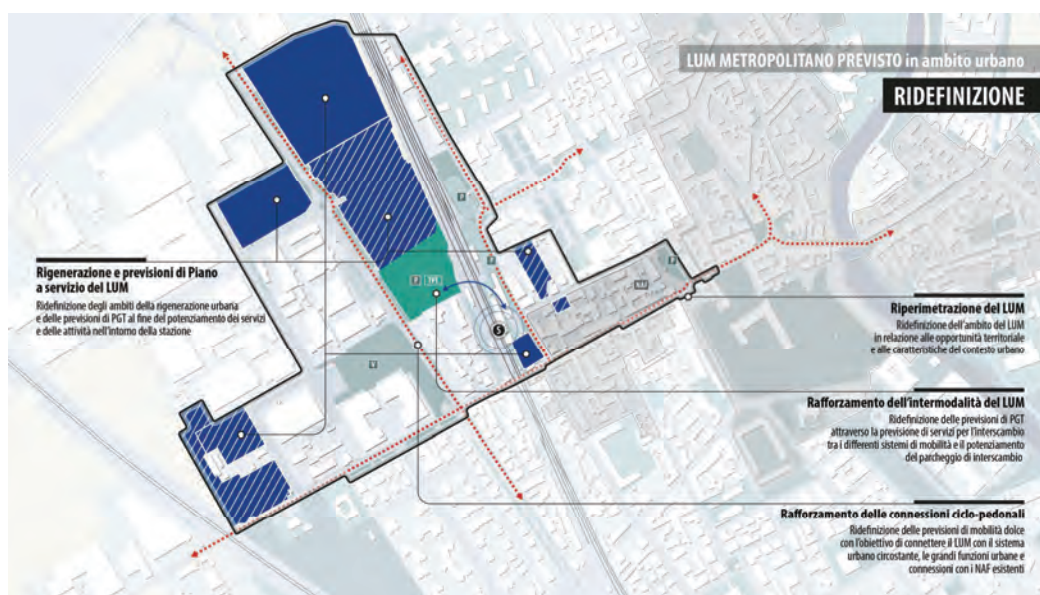 LUM METROPOLITANO PREVISTO in ambito urbano
RIDEFINIZIONE
P
P
P
NAF
P TPL
S
V
Rigenerazione e previsioni di Piano
a servizio del LUM
Ridefinizione degli ambiti della rigenerazione urbana
e delle previsioni di PGT al fine del potenziamento dei servizi
e delle attività nell'intorno della stazione
Riperimetrazione del LUM
Ridefinizione dell'ambito del LUM
in relazione alle opportunità territoriale
e alle caratteristiche del contesto urbano
Rafforzamento dell'intermodalità del LUM
Ridefinizione delle previsioni di PGT
attraverso la previsione di servizi per l'interscambio
tra i differenti sistemi di mobilità e il potenziamento
del parcheggio di interscambio
Rafforzamento delle connessioni ciclo-pedonali
Ridefinizione delle previsioni di mobilità dolce
con l'obiettivo di connettere il LUM con il sistema
urbano circostante, le grandi funzioni urbane e
connessioni con i NAF esistenti